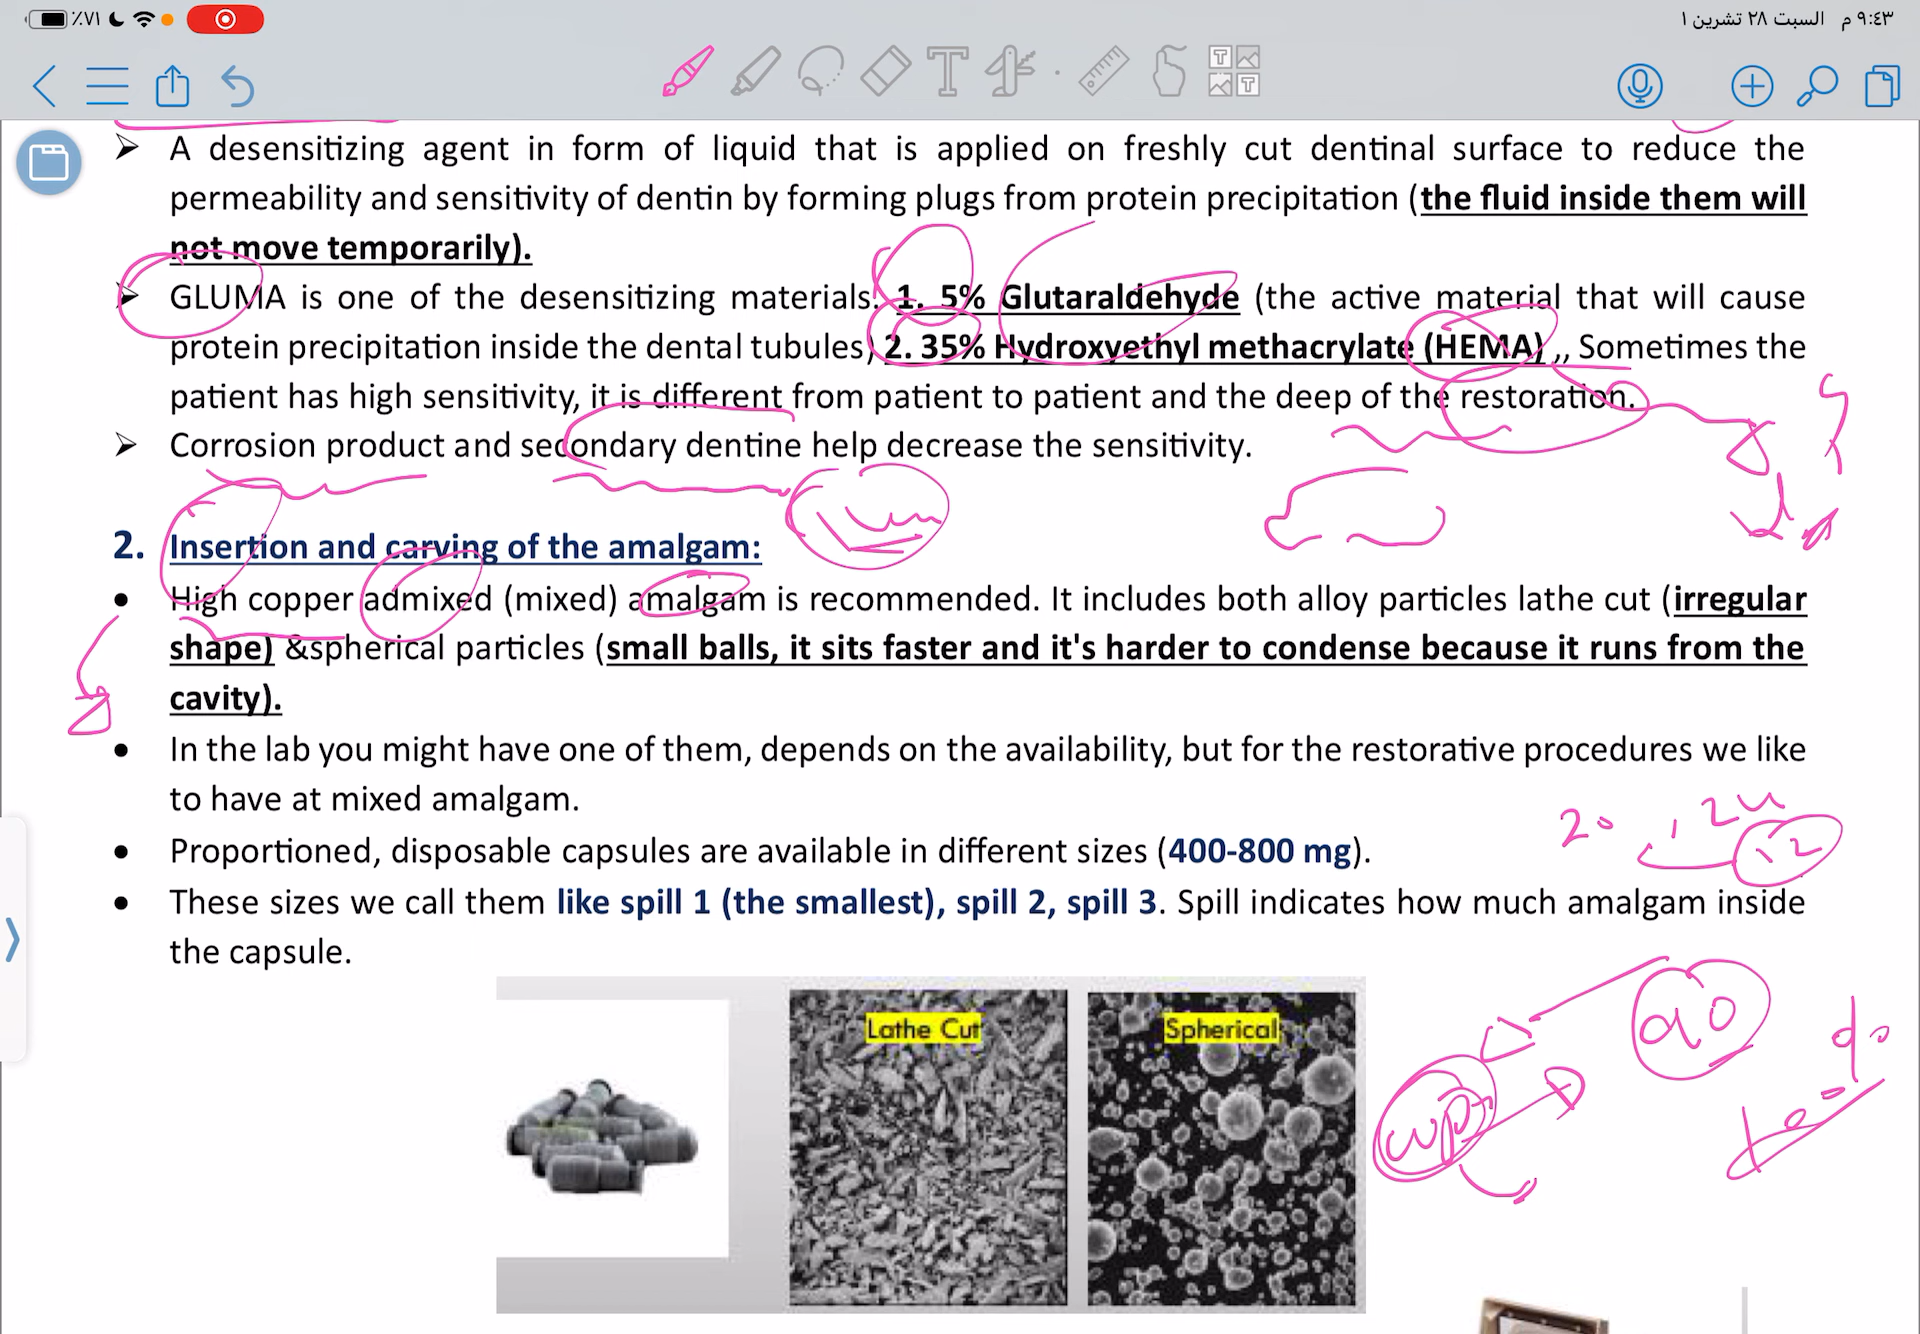 ٪٧١
٩:٤٣ م السبت ٢٨ تشرين ١
➢ A desensitizing agent in form of liquid that is applied on freshly cut dentinal surface to reduce the
permeability and sensitivity of dentin by forming plugs from protein precipitation (the fluid inside them will
not move temporarily).
➢ GLUMA is one of the desensitizing materials: 1. 5% Glutaraldehyde (the active material that will cause
protein precipitation inside the dental tubules) 2. 35% Hydroxyethyl methacrylate (HEMA) ,, Sometimes the
patient has high sensitivity, it is different from patient to patient and the deep of the restoration.
➢ Corrosion product and secondary dentine help decrease the sensitivity.
2. Insertion and carving of the amalgam:
• High copper admixed (mixed) amalgam is recommended. It includes both alloy particles lathe cut (irregular
shape) &spherical particles (small balls, it sits faster and it's harder to condense because it runs from the
cavity).
• In the lab you might have one of them, depends on the availability, but for the restorative procedures we like
to have at mixed amalgam.
20 24
12
• Proportioned, disposable capsules are available in different sizes (400-800 mg).
• These sizes we call them like spill 1 (the smallest), spill 2, spill 3. Spill indicates how much amalgam inside
the capsule.
Lathe Cut
Spherical